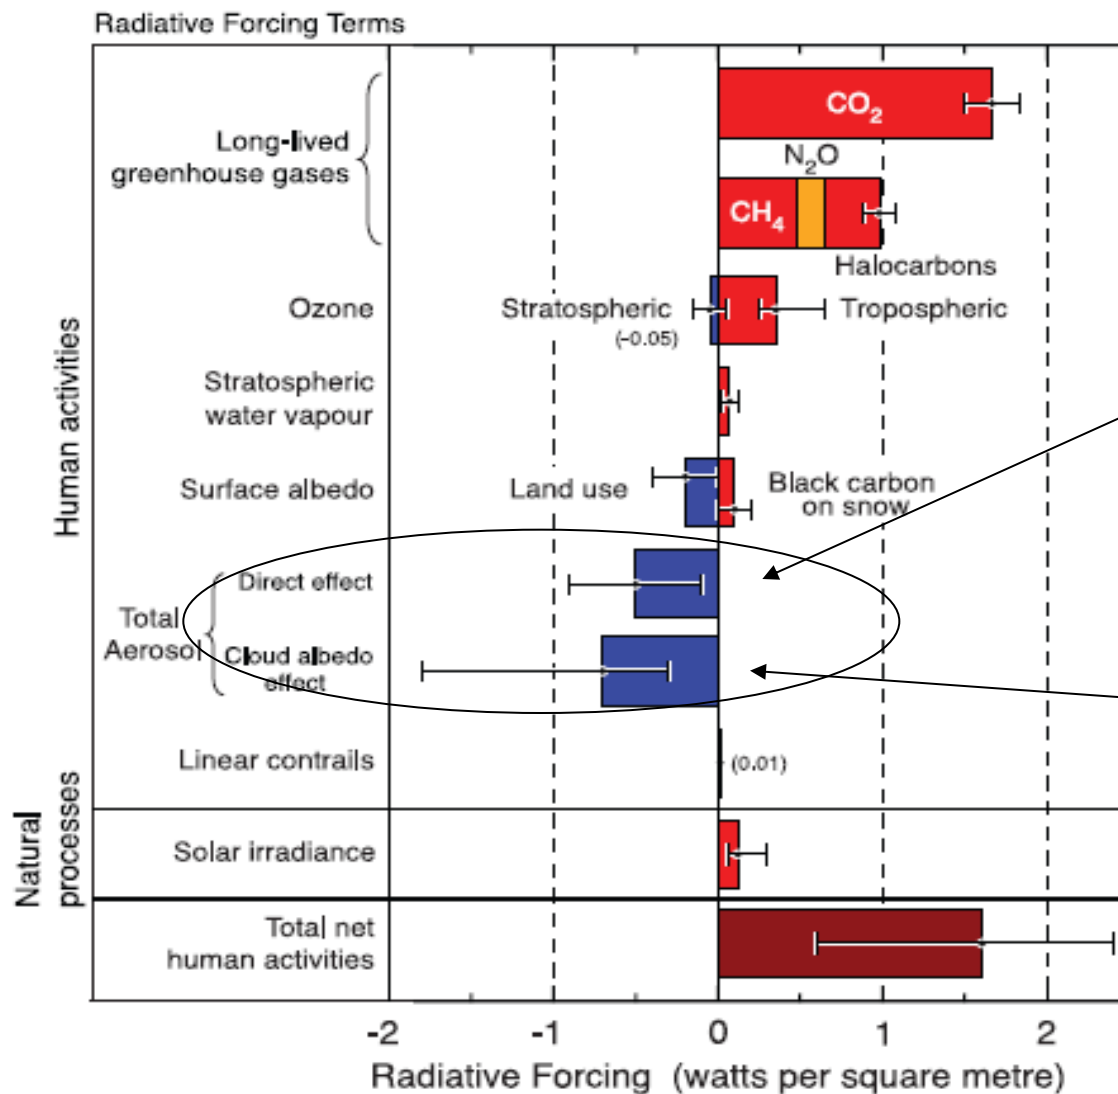 Radiative Forcing Terms
Long-lived
greenhouse gases
CO₂
N₂O
CH₄
Halocarbons
Human activities
Ozone
Stratospheric
(-0.05)
Tropospheric
Stratospheric
water vapour
Surface albedo
Land use
Black carbon
on snow
Total
Aerosol
Direct effect
Cloud albedo
effect
Linear contrails
(0.01)
Natural
processes
Solar irradiance
Total net
human activities
-2 -1 0 1 2
Radiative Forcing (watts per square metre)